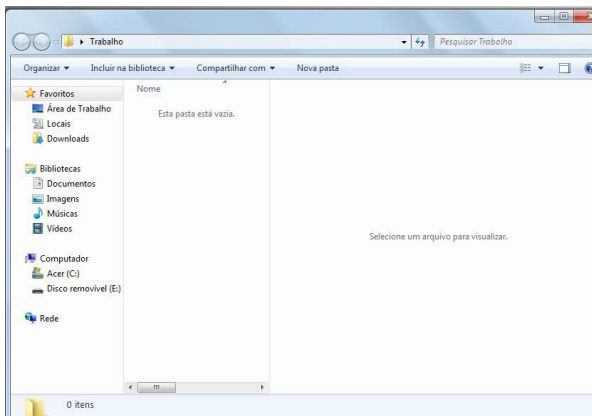 Trabalho
Pesquisar Trabalho
Organizar
Incluir na biblioteca
Compartilhar com
Nova pasta
Favoritos
Área de Trabalho
Locais
Downloads
Bibliotecas
Documentos
Imagens
Músicas
Vídeos
Computador
Acer (C:)
Disco removível (E:)
Rede
Nome
Esta pasta está vazia.
Selecione um arquivo para visualizar.
0 itens